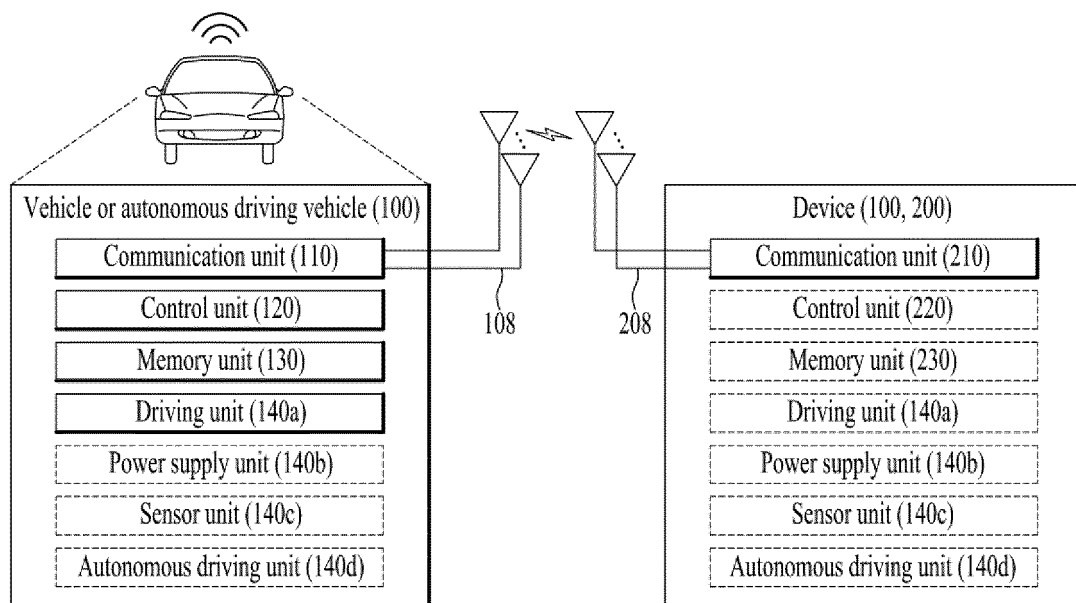 Vehicle or autonomous driving vehicle (100)
Communication unit (110)
Control unit (120)
Memory unit (130)
Driving unit (140a)
Power supply unit (140b)
Sensor unit (140c)
Autonomous driving unit (140d)
108
208
Device (100, 200)
Communication unit (210)
Control unit (220)
Memory unit (230)
Driving unit (140a)
Power supply unit (140b)
Sensor unit (140c)
Autonomous driving unit (140d)